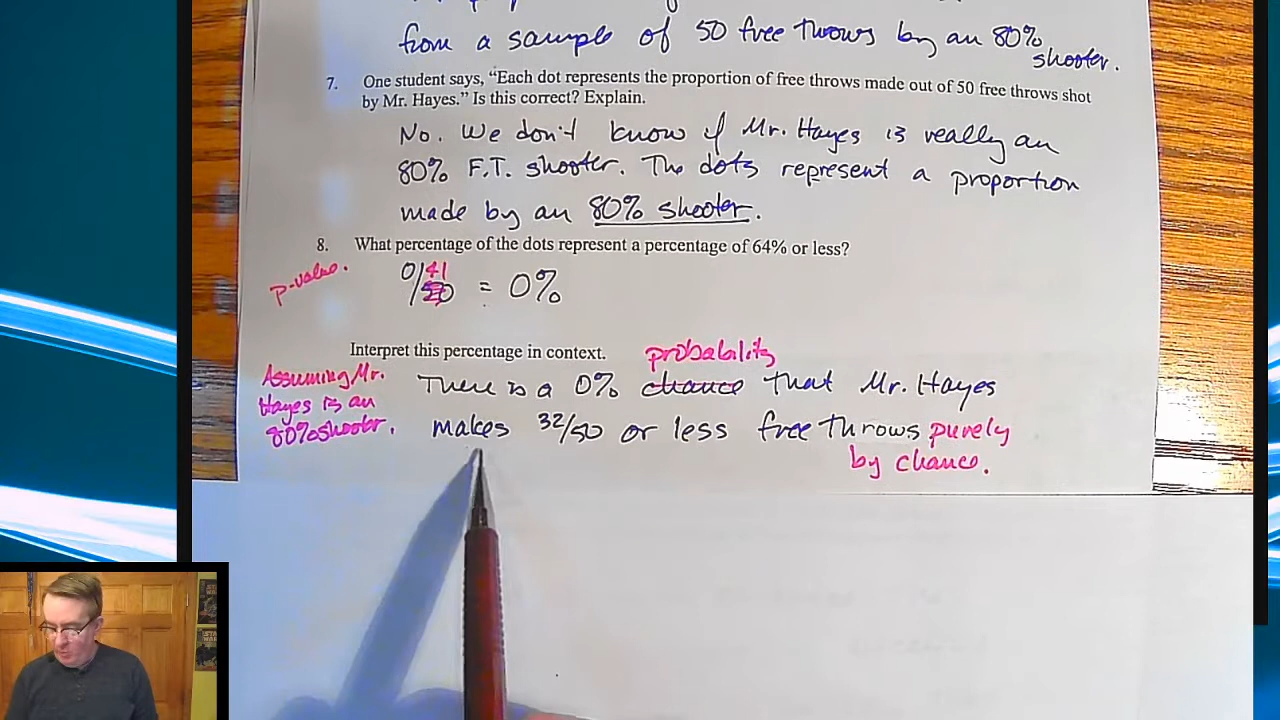 from a sample of 50 free throws by an 80%
shooter.
7. One student says, "Each dot represents the proportion of free throws made out of 50 free throws shot
by Mr. Hayes." Is this correct? Explain.
No. We don't know if Mr. Hayes is really an
80% F.T. shooter. The dots represent a proportion
made by an 80% shooter.
8. What percentage of the dots represent a percentage of 64% or less?
p-value.
0/41 = 0%
Interpret this percentage in context.
probability
Assuming Mr.
Hayes is an
80% shooter.
There is a 0% chance that Mr. Hayes
makes 32/50 or less free throws purely
by chance.